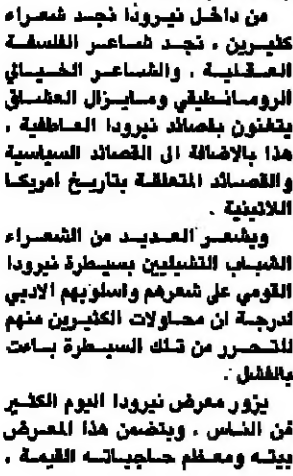 من داخل نيرودا نجد شعراء
كثيرين ، نجد شاعر الفلسفة
العقلية ، والشاعر الخيالي
الرومانطيقي ومايزال العشاق
يتغنون بقصائد نيرودا العاطفية ،
هذا بالاضافة الى القصائد السياسية
والقصائد المتعلقة بتاريخ امريكا
اللاتينية .
ويشعر العديد من الشعراء
الشباب التشيليين بسيطرة نيرودا
القومي على شعرهم واسلوبهم الادبي
لدرجة ان محاولات الكثيرين منهم
للتحرر من تلك السيطرة باءت
بالفشل .
يزور معرض نيرودا اليوم الكثير
من الناس ، ويتضمن هذا المعرض
بيته ومعظم حاجياته القيمة ،